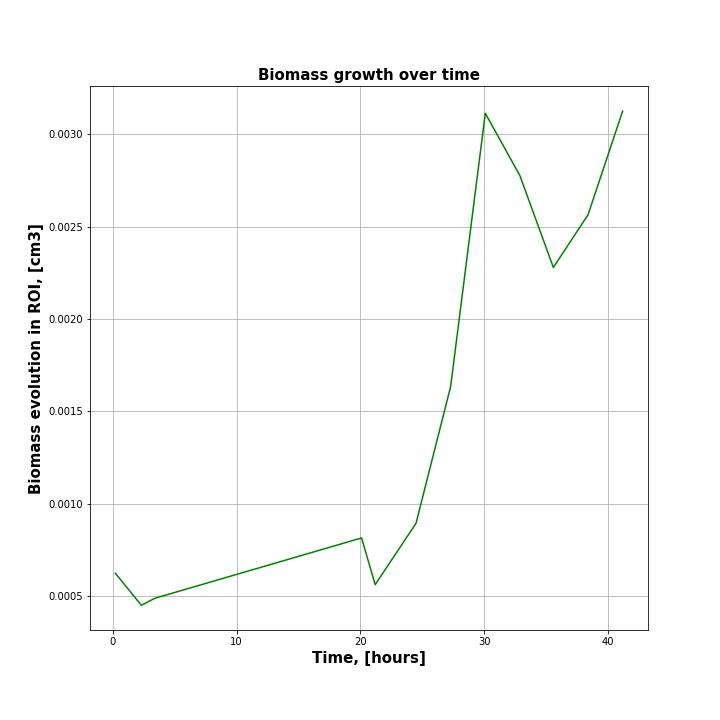 Biomass growth over time
Biomass evolution in ROI, [cm3]
0.0030
0.0025
0.0020
0.0015
0.0010
0.0005
0 10 20 30 40
Time, [hours]